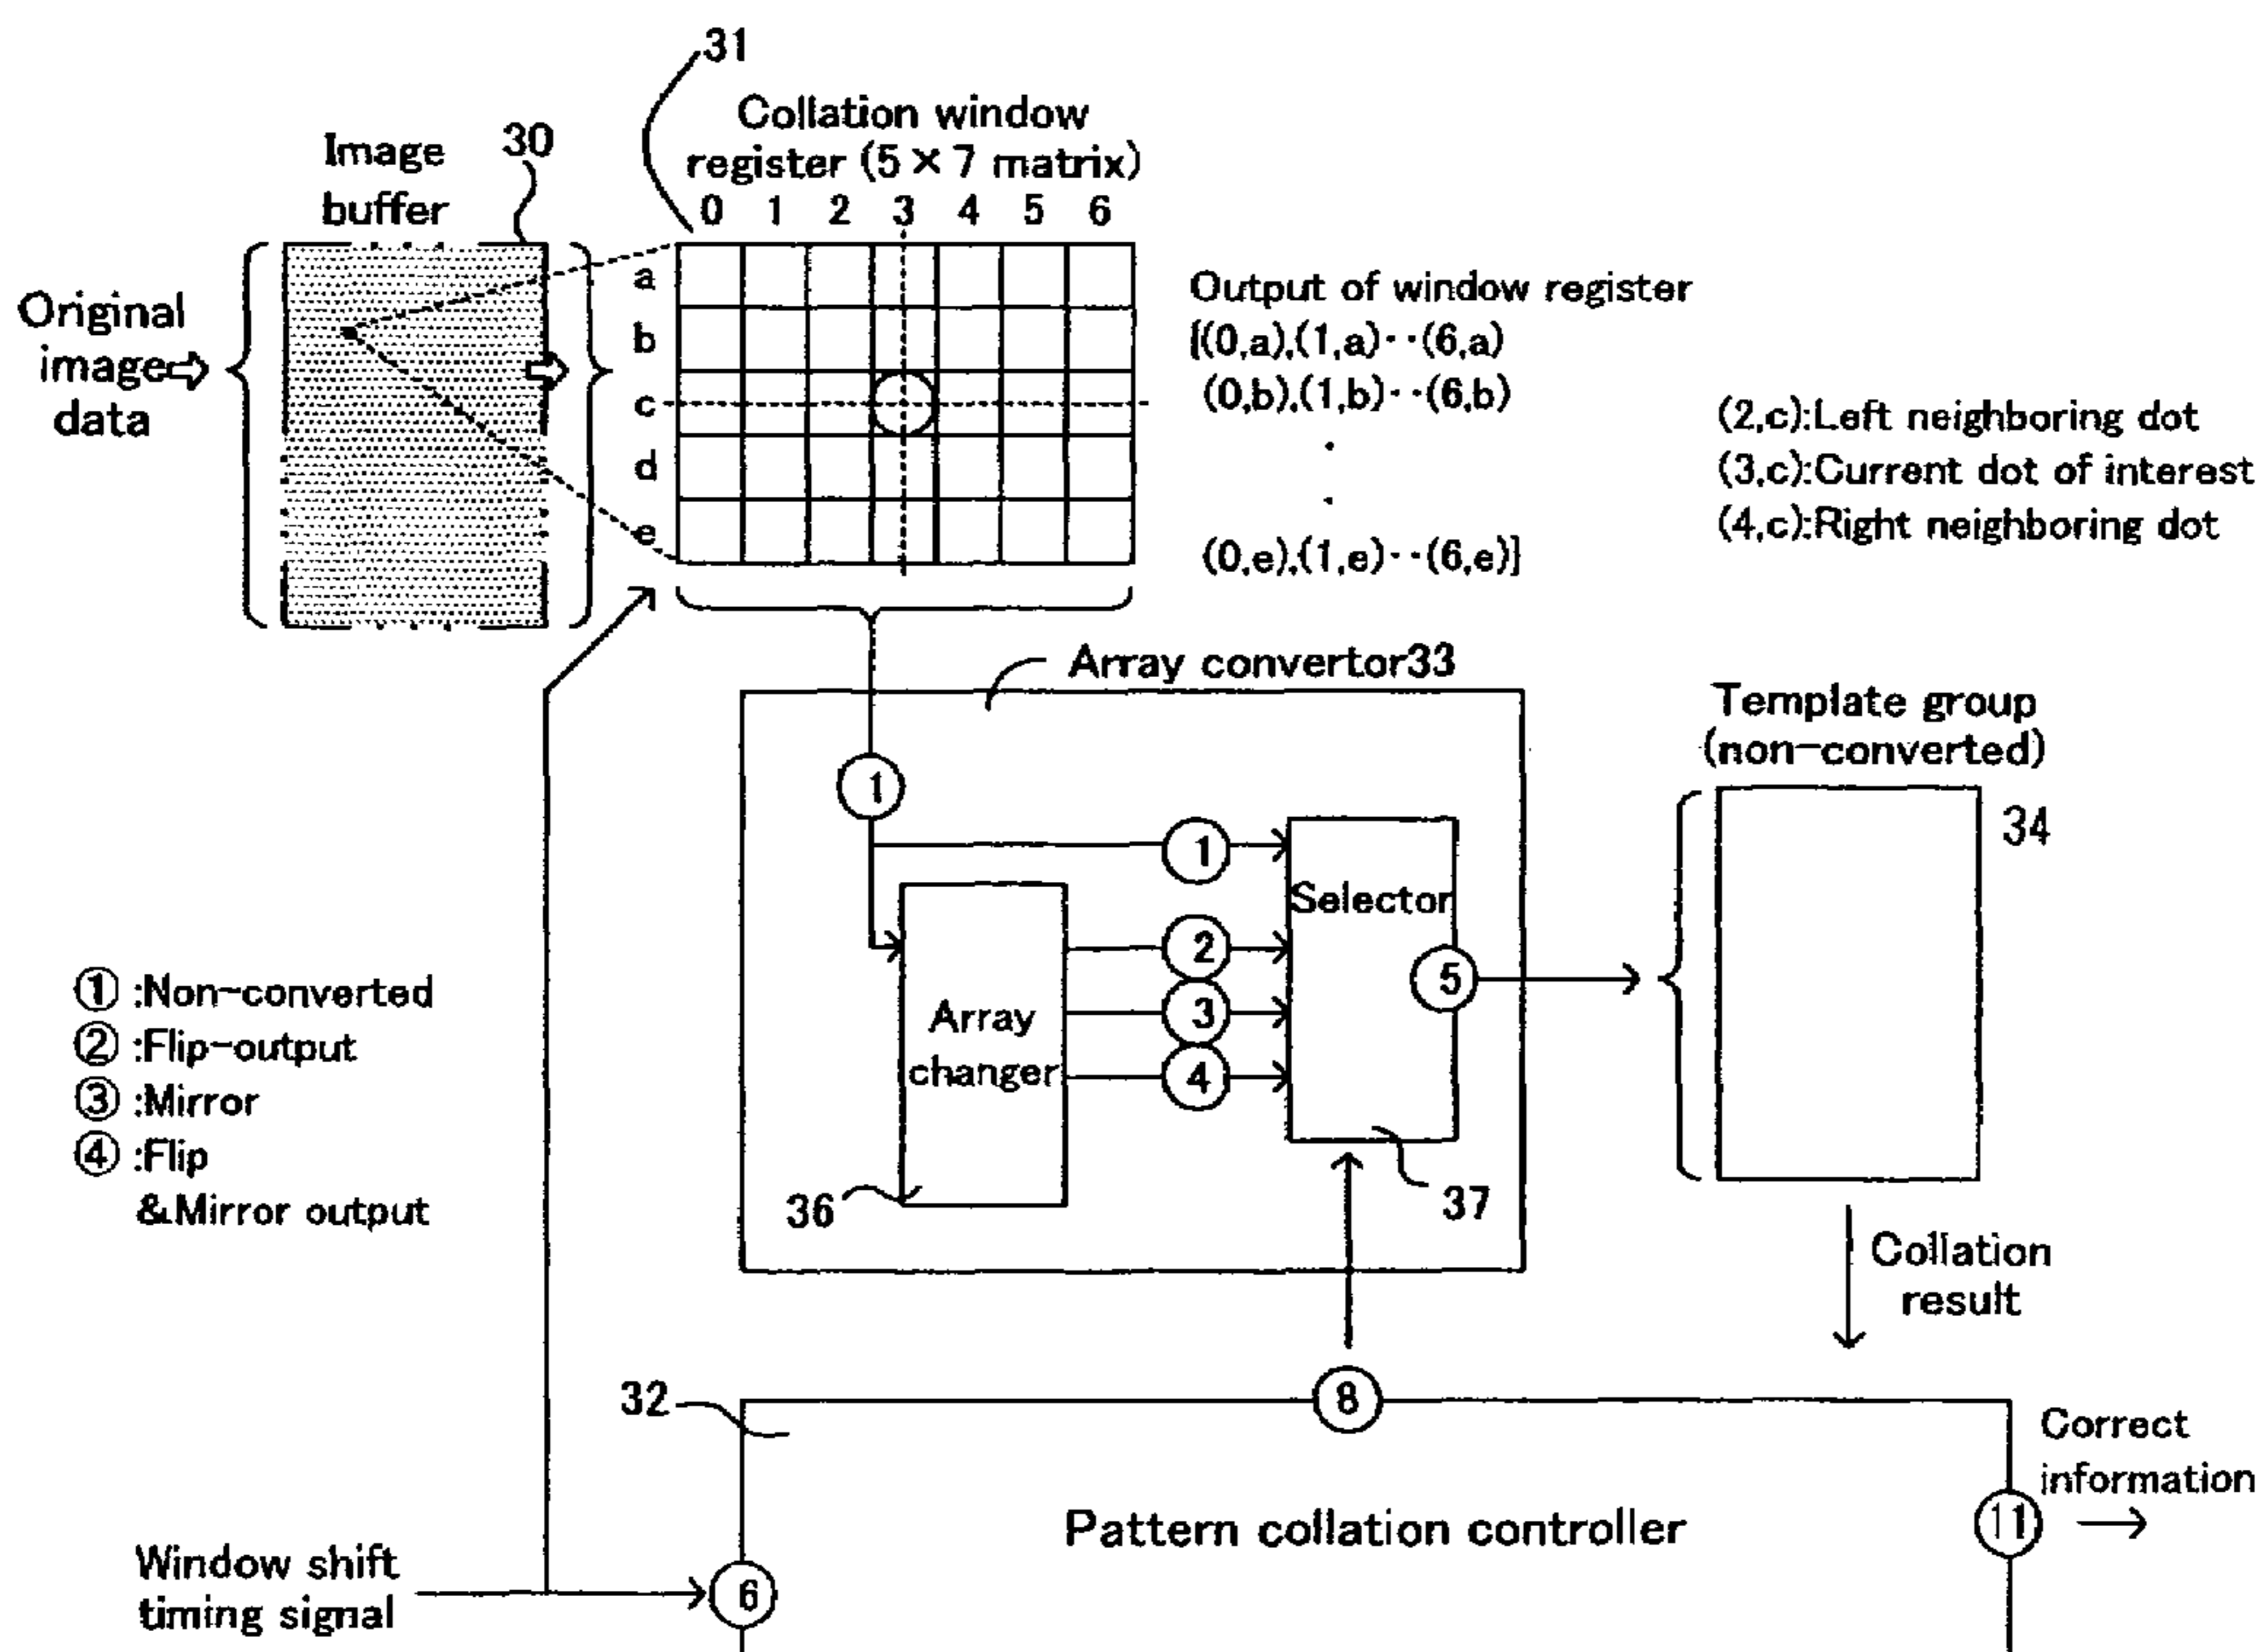 31
Collation window
register (5 × 7 matrix)
0 1 2 3 4 5 6
Image
buffer
30
Original
image
data
a
b
c
d
e
Output of window register
[(0,a),(1,a)··(6,a)
(0,b),(1,b)··(6,b)
·
·
(0,e),(1,e)··(6,e)]
(2,c):Left neighboring dot
(3,c):Current dot of interest
(4,c):Right neighboring dot
Array convertor33
Template group
(non-converted)
34
①
①
②
③
④
Selector
⑤
Array
changer
36
37
① :Non-converted
② :Flip-output
③ :Mirror
④ :Flip
&Mirror output
Collation
result
32
⑧
Correct
information
⑪
Pattern collation controller
Window shift
timing signal
⑥